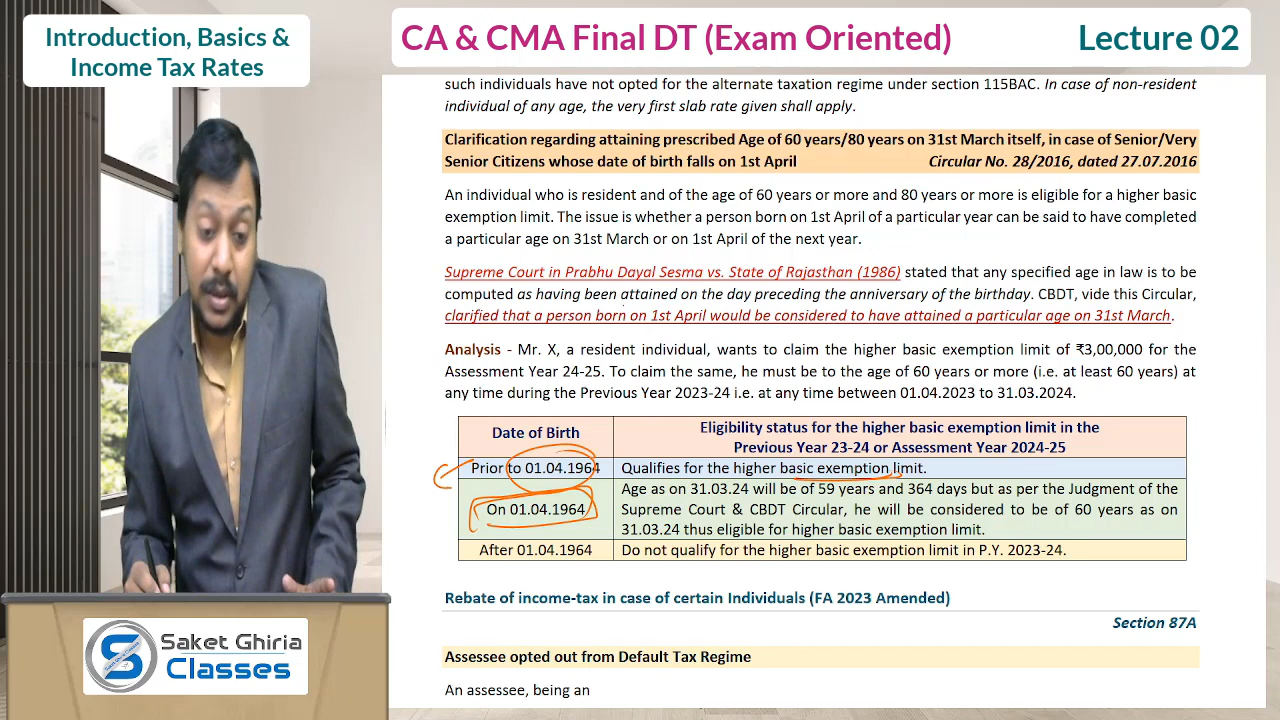 Introduction, Basics &
Income Tax Rates
CA & CMA Final DT (Exam Oriented)
Lecture 02
such individuals have not opted for the alternate taxation regime under section 115BAC. In case of non-resident
individual of any age, the very first slab rate given shall apply.
Clarification regarding attaining prescribed Age of 60 years/80 years on 31st March itself, in case of Senior/Very
Senior Citizens whose date of birth falls on 1st April
Circular No. 28/2016, dated 27.07.2016
An individual who is resident and of the age of 60 years or more and 80 years or more is eligible for a higher basic
exemption limit. The issue is whether a person born on 1st April of a particular year can be said to have completed
a particular age on 31st March or on 1st April of the next year.
Supreme Court in Prabhu Dayal Sesma vs. State of Rajasthan (1986) stated that any specified age in law is to be
computed as having been attained on the day preceding the anniversary of the birthday. CBDT, vide this Circular,
clarified that a person born on 1st April would be considered to have attained a particular age on 31st March.
Analysis - Mr. X, a resident individual, wants to claim the higher basic exemption limit of ₹3,00,000 for the
Assessment Year 24-25. To claim the same, he must be to the age of 60 years or more (i.e. at least 60 years) at
any time during the Previous Year 2023-24 i.e. at any time between 01.04.2023 to 31.03.2024.
Date of Birth
Eligibility status for the higher basic exemption limit in the
Previous Year 23-24 or Assessment Year 2024-25
Prior to 01.04.1964
Qualifies for the higher basic exemption limit.
On 01.04.1964
Age as on 31.03.24 will be of 59 years and 364 days but as per the Judgment of the
Supreme Court & CBDT Circular, he will be considered to be of 60 years as on
31.03.24 thus eligible for higher basic exemption limit.
After 01.04.1964
Do not qualify for the higher basic exemption limit in P.Y. 2023-24.
Rebate of income-tax in case of certain Individuals (FA 2023 Amended)
Section 87A
Assessee opted out from Default Tax Regime
An assessee, being an
Saket Ghiria
Classes